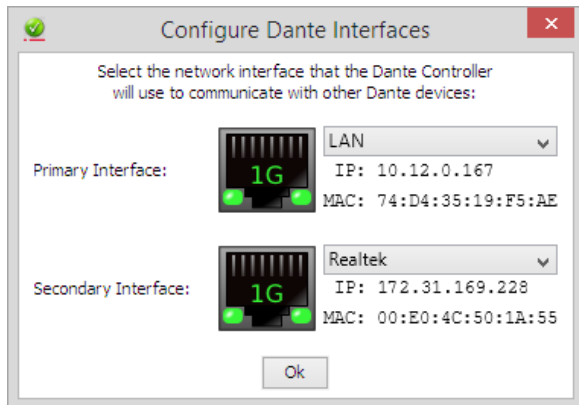 Configure Dante Interfaces
Select the network interface that the Dante Controller
will use to communicate with other Dante devices:
Primary Interface:
1G
LAN
IP: 10.12.0.167
MAC: 74:D4:35:19:F5:AE
Secondary Interface:
1G
Realtek
IP: 172.31.169.228
MAC: 00:E0:4C:50:1A:55
Ok